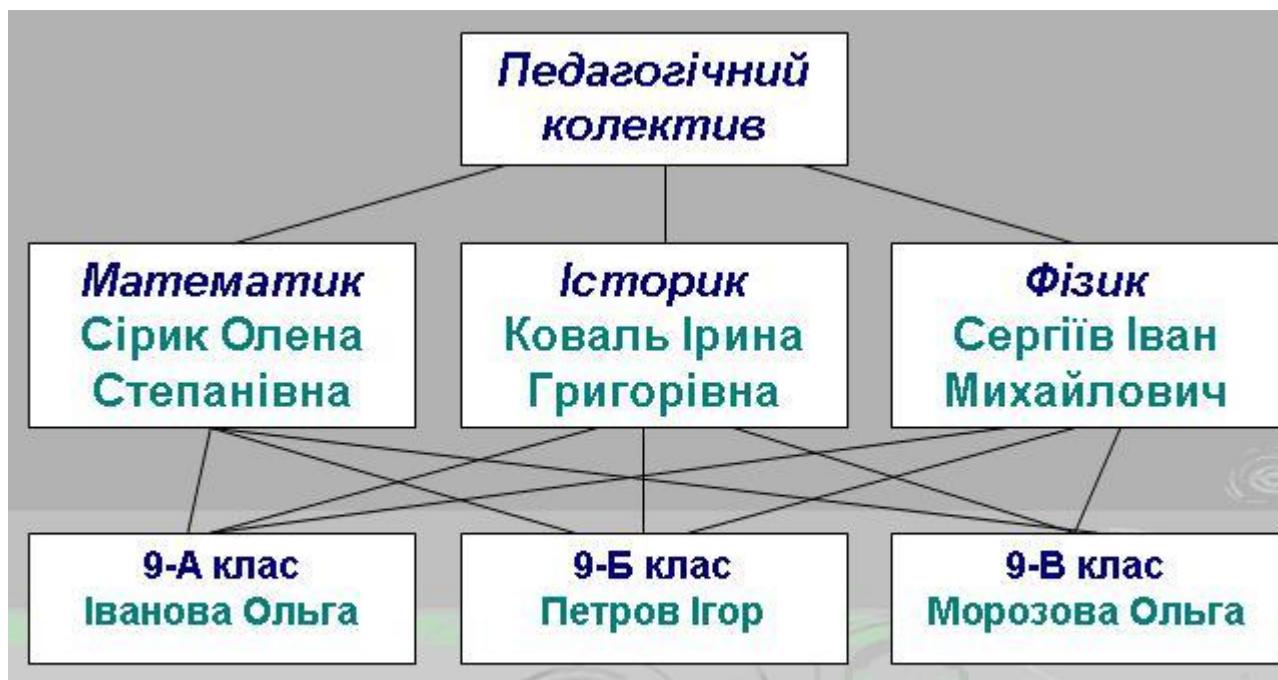 Педагогічний
колектив
Математик
Сірик Олена
Степанівна
Історик
Коваль Ірина
Григорівна
Фізик
Сергіїв Іван
Михайлович
9-А клас
Іванова Ольга
9-Б клас
Петров Ігор
9-В клас
Морозова Ольга